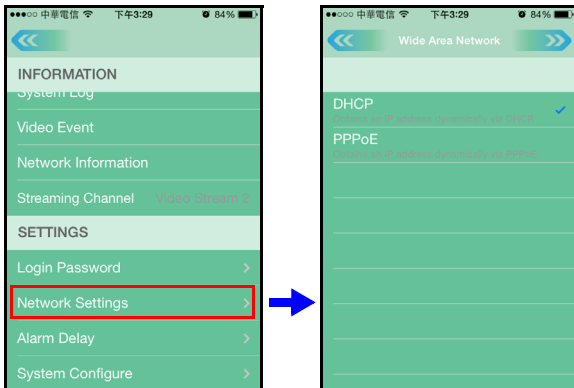 中華電信 下午3:29 84%
INFORMATION
System Log
Video Event
Network Information
Streaming Channel Video Stream 2
SETTINGS
Login Password
Network Settings
Alarm Delay
System Configure
中華電信 下午3:29 84%
Wide Area Network
DHCP
Obtains an IP address dynamically via DHCP
PPPoE
Obtains an IP address dynamically via PPPoE